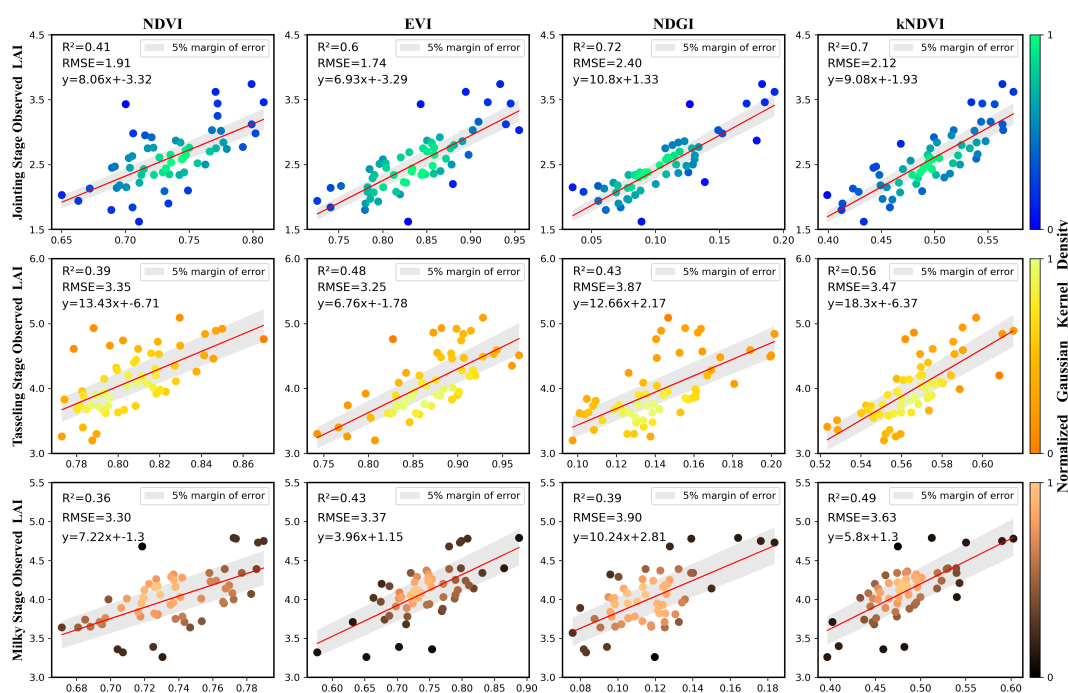 NDVI
EVI
NDGI
kNDVI
Jointing Stage Observed LAI
4.5
3.5
2.5
1.5
R²=0.41
RMSE=1.91
y=8.06x+-3.32
5% margin of error
0.65
0.70
0.75
0.80
R²=0.6
RMSE=1.74
y=6.93x+-3.29
5% margin of error
0.75
0.80
0.85
0.90
0.95
R²=0.72
RMSE=2.40
y=10.8x+1.33
5% margin of error
0.05
0.10
0.15
0.20
R²=0.7
RMSE=2.12
y=9.08x+-1.93
5% margin of error
0.40
0.45
0.50
0.55
1
0
Tasseling Stage Observed LAI
6.0
5.0
4.0
3.0
R²=0.39
RMSE=3.35
y=13.43x+-6.71
5% margin of error
0.78
0.80
0.82
0.84
0.86
R²=0.48
RMSE=3.25
y=6.76x+-1.78
5% margin of error
0.75
0.80
0.85
0.90
0.95
R²=0.43
RMSE=3.87
y=12.66x+2.17
5% margin of error
0.10
0.12
0.14
0.16
0.18
0.20
R²=0.56
RMSE=3.47
y=18.3x+-6.37
5% margin of error
0.52
0.54
0.56
0.58
0.60
1
0
Normalized Gaussian Kernel Density
Milky Stage Observed LAI
5.5
5.0
4.5
4.0
3.5
3.0
R²=0.36
RMSE=3.30
y=7.22x+-1.3
5% margin of error
0.68
0.70
0.72
0.74
0.76
0.78
R²=0.43
RMSE=3.37
y=3.96x+1.15
5% margin of error
0.60
0.65
0.70
0.75
0.80
0.85
0.90
R²=0.39
RMSE=3.90
y=10.24x+2.81
5% margin of error
0.08
0.10
0.12
0.14
0.16
0.18
R²=0.49
RMSE=3.63
y=5.8x+1.3
5% margin of error
0.40
0.45
0.50
0.55
0.60
1
0